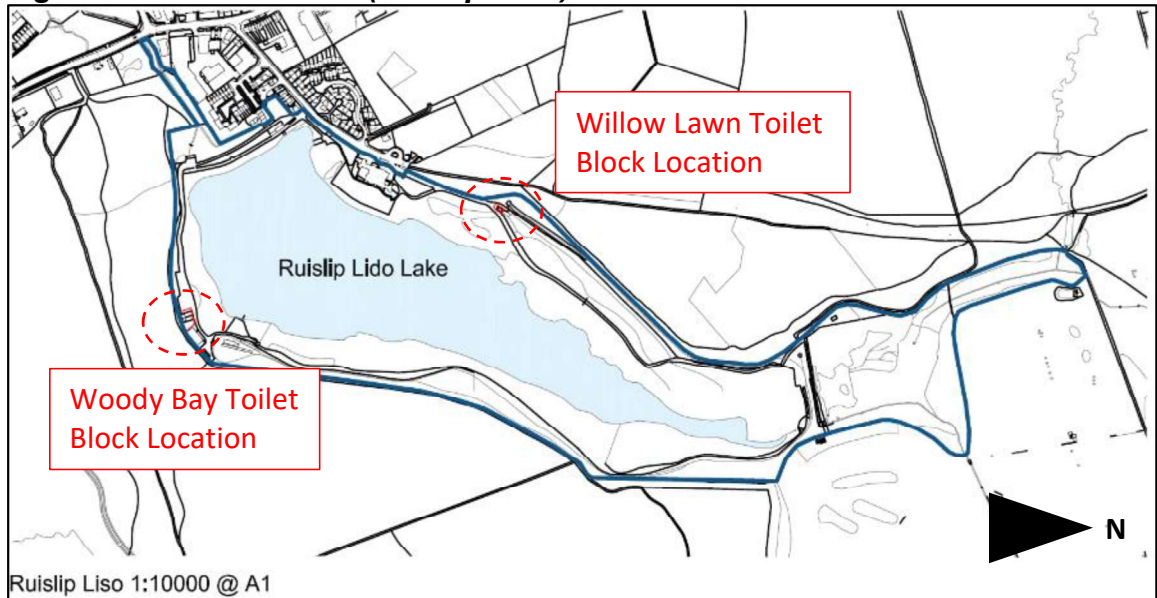 Willow Lawn Toilet
Block Location
Ruislip Lido Lake
Woody Bay Toilet
Block Location
N
Ruislip Liso 1:10000 @ A1